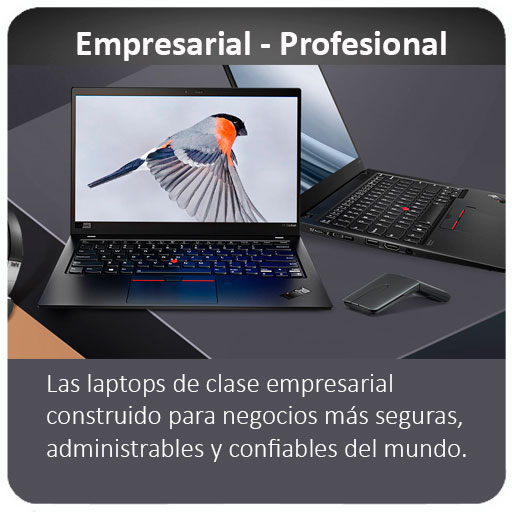 Empresarial - Profesional
Las laptops de clase empresarial
construido para negocios más seguras,
administrables y confiables del mundo.